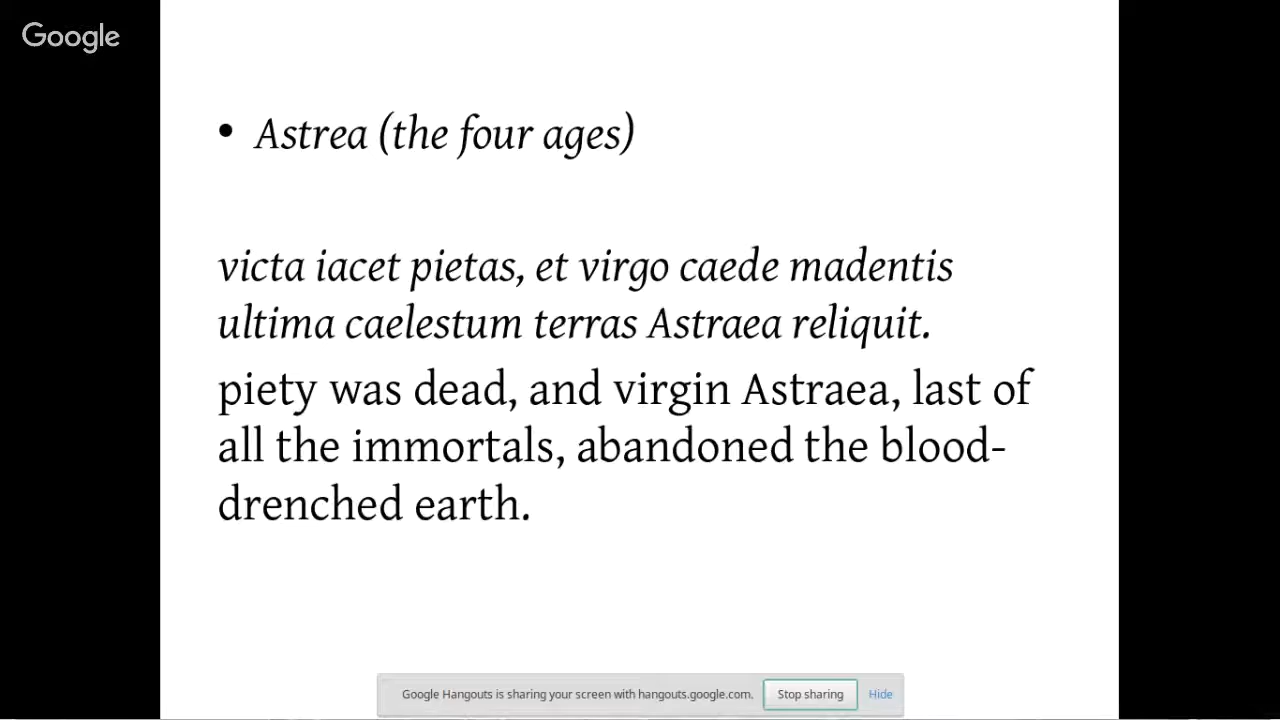 Google
• Astrea (the four ages)
victa iacet pietas, et virgo caede madentis
ultima caelestum terras Astraea reliquit.
piety was dead, and virgin Astraea, last of
all the immortals, abandoned the blood-
drenched earth.
Google Hangouts is sharing your screen with hangouts.google.com. Stop sharing Hide